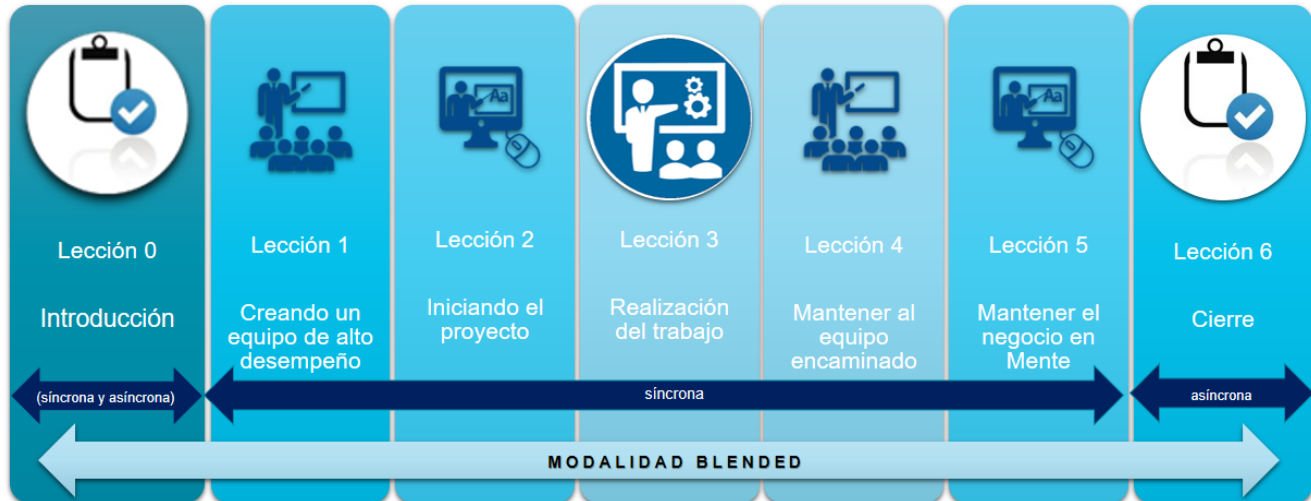 Aa
Aa
Lección 0
Introducción
Lección 1
Creando un
equipo de alto
desempeño
Lección 2
Iniciando el
proyecto
Lección 3
Realización
del trabajo
Lección 4
Mantener al
equipo
encaminado
Lección 5
Mantener el
negocio en
Mente
Lección 6
Cierre
(síncrona y asíncrona)
síncrona
asíncrona
MODALIDAD BLENDED